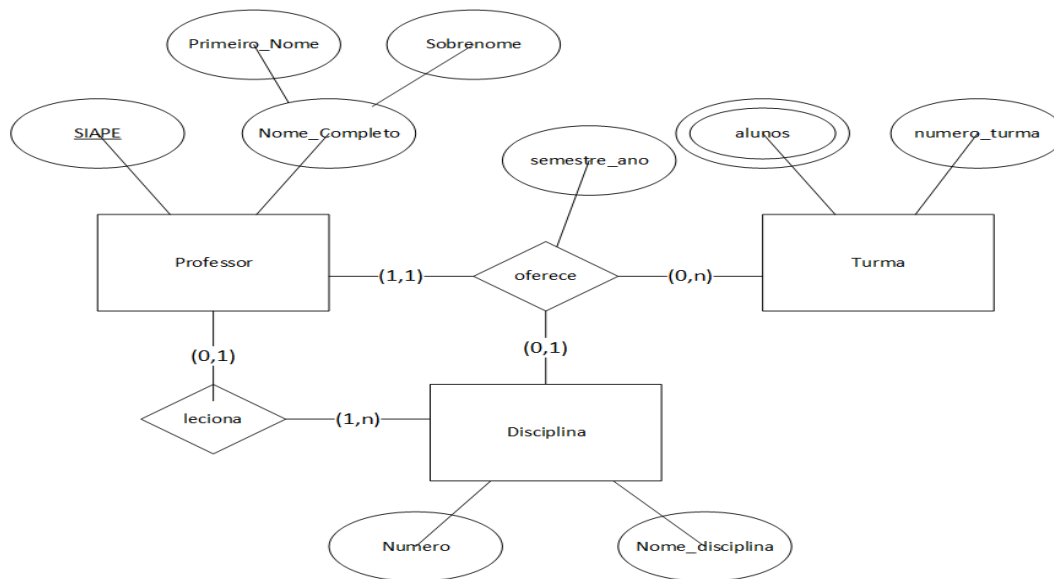 Primeiro_Nome
Sobrenome
SIAPE
Nome_Completo
alunos
numero_turma
semestre_ano
Professor
(1,1)
oferece
(0,n)
Turma
(0,1)
(0,1)
leciona
(1,n)
Disciplina
Numero
Nome_disciplina